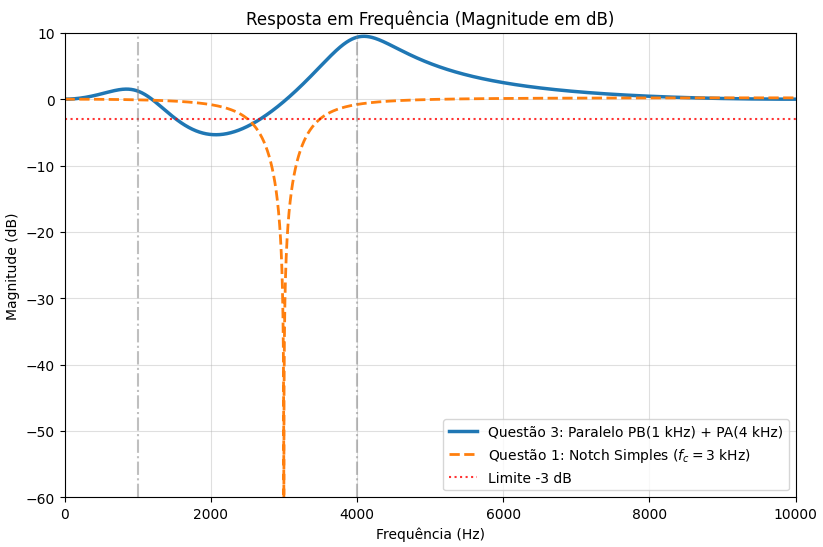 Resposta em Frequência (Magnitude em dB)
10
0
−10
−20
−30
−40
−50
−60
Magnitude (dB)
Questão 3: Paralelo PB(1 kHz) + PA(4 kHz)
Questão 1: Notch Simples (fc = 3 kHz)
Limite -3 dB
0 2000 4000 6000 8000 10000
Frequência (Hz)